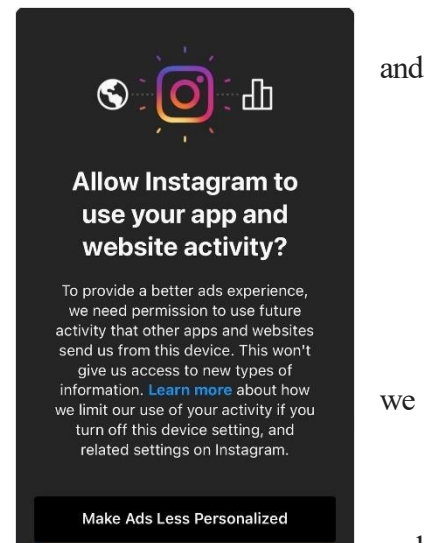 and
Allow Instagram to
use your app and
website activity?
To provide a better ads experience,
we need permission to use future
activity that other apps and websites
send us from this device. This won't
give us access to new types of
information. Learn more about how
we limit our use of your activity if you
we
turn off this device setting, and
related settings on Instagram.
Make Ads Less Personalized